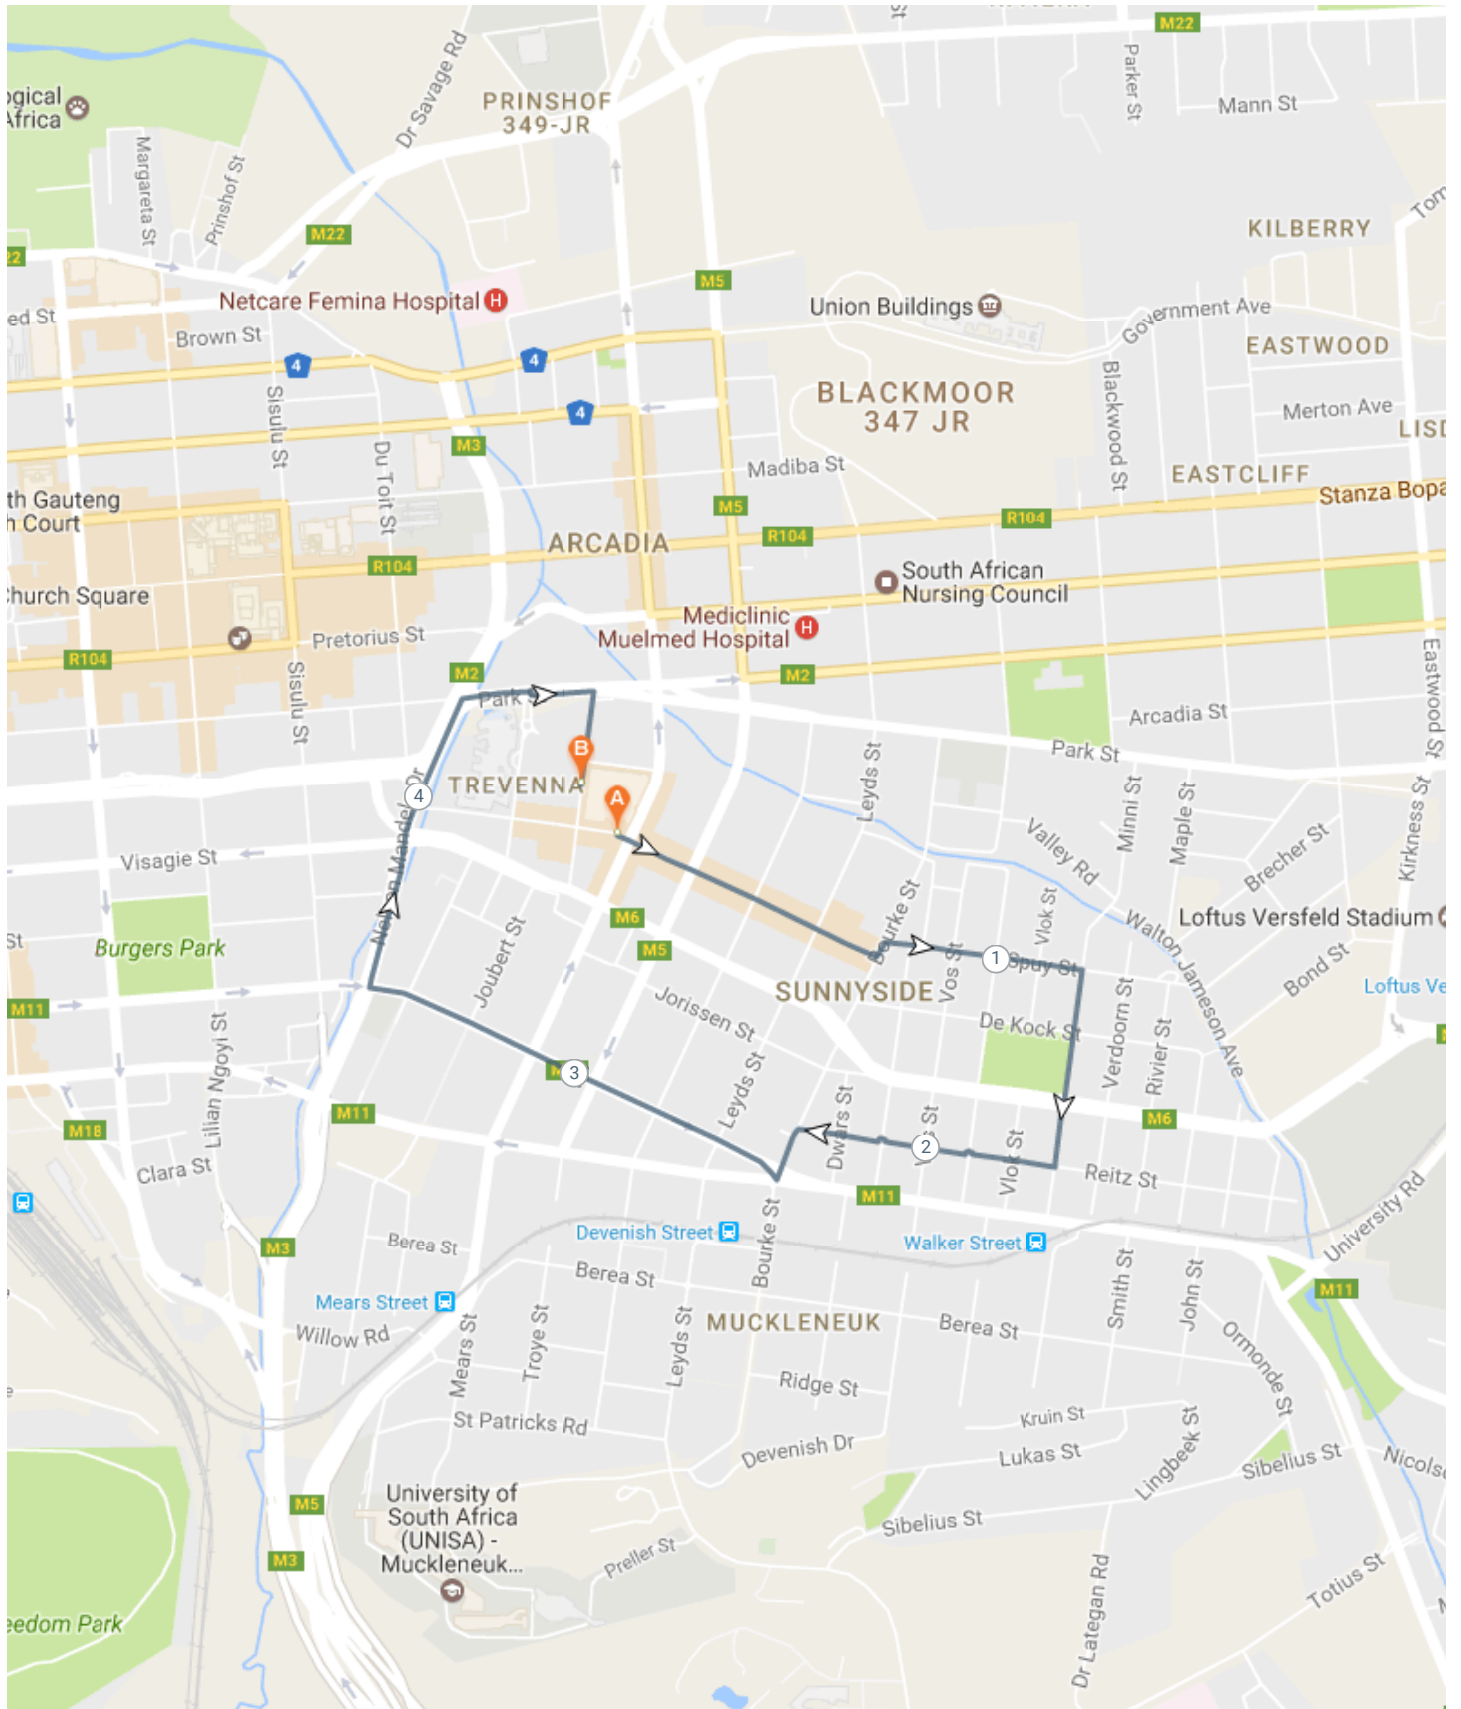 M22
Dr Savage Rd
PRINSHOF
349-JR
Parker St
Mann St
ogical
Africa
Margareta St
Prinshof St
M22
KILBERRY
22
M5
Netcare Femina Hospital H
Union Buildings
Government Ave
ed St
Brown St
EASTWOOD
4
4
BLACKMOOR
347 JR
4
Blackwood St
Merton Ave
Sisulu St
M3
Du Toit St
Madiba St
EASTCLIFF
th Gauteng
h Court
M5
Stanza Bopa
R104
R104
ARCADIA
R104
South African
Nursing Council
Church Square
Mediclinic
Muelmed Hospital H
Pretorius St
R104
Sisulu St
M2
M2
Eastwood St
Park
Arcadia St
Park St
B
TREVENNA
A
4
Leyds St
Minni St
Maple St
Kirkness St
Valley Rd
Brecher St
Visagie St
Bourke St
Vlok St
M6
Walton Jameson Ave
Loftus Versfeld Stadium
St
Burgers Park
Joubert St
M5
Vos St
1
Spuy St
Bond St
Loftus Ve
SUNNYSIDE
M11
Jorissen St
De Kock St
Verdoorn St
Rivier St
Lilian Ngoyi St
3
Leyds St
M11
M18
Dwars St
2
M6
Vlok St
Clara St
Reitz St
M11
Bourke St
University Rd
M3
Berea St
Devenish Street
Walker Street
Berea St
Smith St
John St
M11
Mears Street
Willow Rd
Mears St
Troye St
Leyds St
MUCKLENEUK
Berea St
Ormonde St
Ridge St
St Patricks Rd
Kruin St
Devenish Dr
Lukas St
Lingbeek St
Sibelius St
Nicols
M5
University of
South Africa
(UNISA) -
Muckleneuk...
Sibelius St
M3
Preller St
Dr Lategan Rd
Totius St
eedom Park